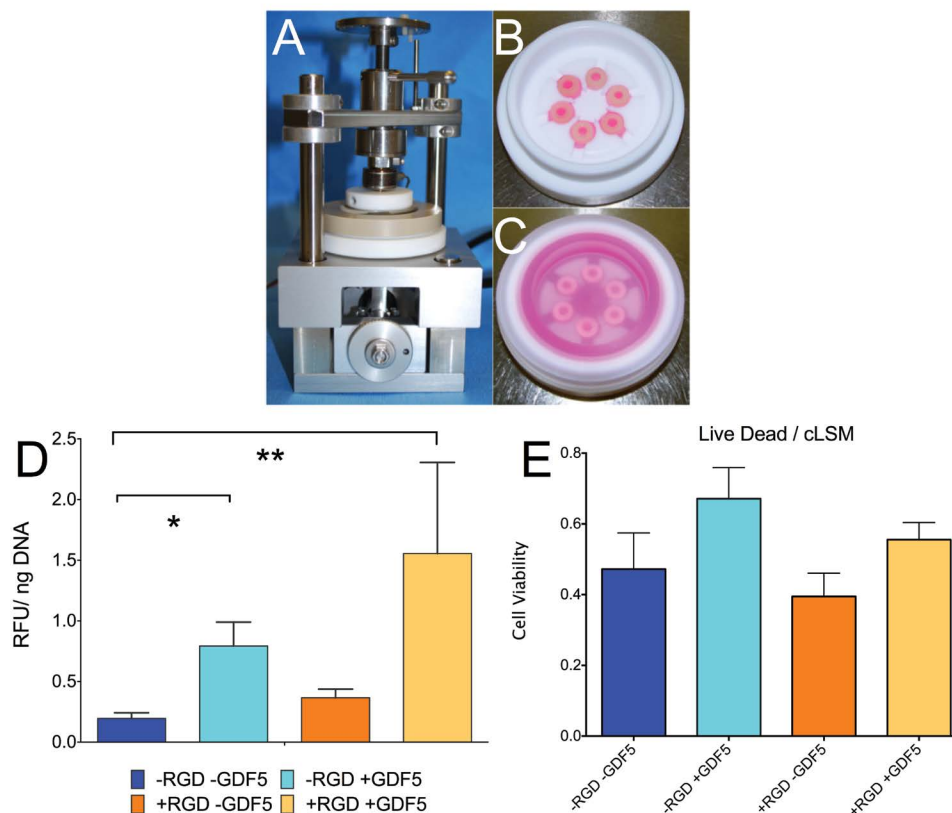 A
B
C
D
2.5
2.0
1.5
1.0
0.5
0.0
RFU/ ng DNA
*
**
-RGD -GDF5
-RGD +GDF5
+RGD -GDF5
+RGD +GDF5
E
Live Dead / cLSM
0.8
0.6
0.4
0.2
0.0
Cell Viability
-RGD -GDF5
-RGD +GDF5
+RGD -GDF5
+RGD +GDF5